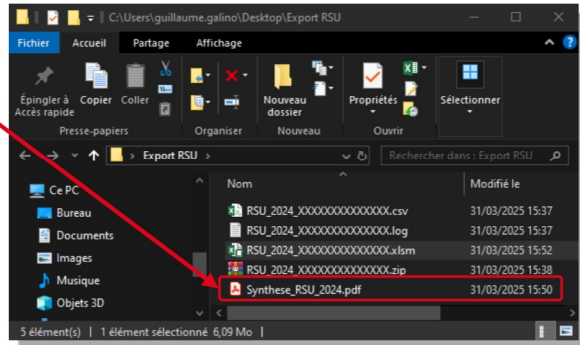 C:\Users\guillaume.galino\Desktop\Export RSU
Fichier Accueil Partage Affichage
Épingler à Accès rapide
Copier
Coller
Nouveau dossier
Propriétés
Sélectionner
Presse-papiers Organiser Nouveau Ouvrir
Export RSU
Rechercher dans : Export RSU
Ce PC
Bureau
Documents
Images
Musique
Objets 3D
Nom Modifié le
RSU_2024_XXXXXXXXXXXXXX.csv 31/03/2025 15:37
RSU_2024_XXXXXXXXXXXXXX.log 31/03/2025 15:37
RSU_2024_XXXXXXXXXXXXXX.xlsm 31/03/2025 15:52
RSU_2024_XXXXXXXXXXXXXX.zip 31/03/2025 15:38
Synthese_RSU_2024.pdf 31/03/2025 15:50
5 élément(s) | 1 élément sélectionné 6,09 Mo |